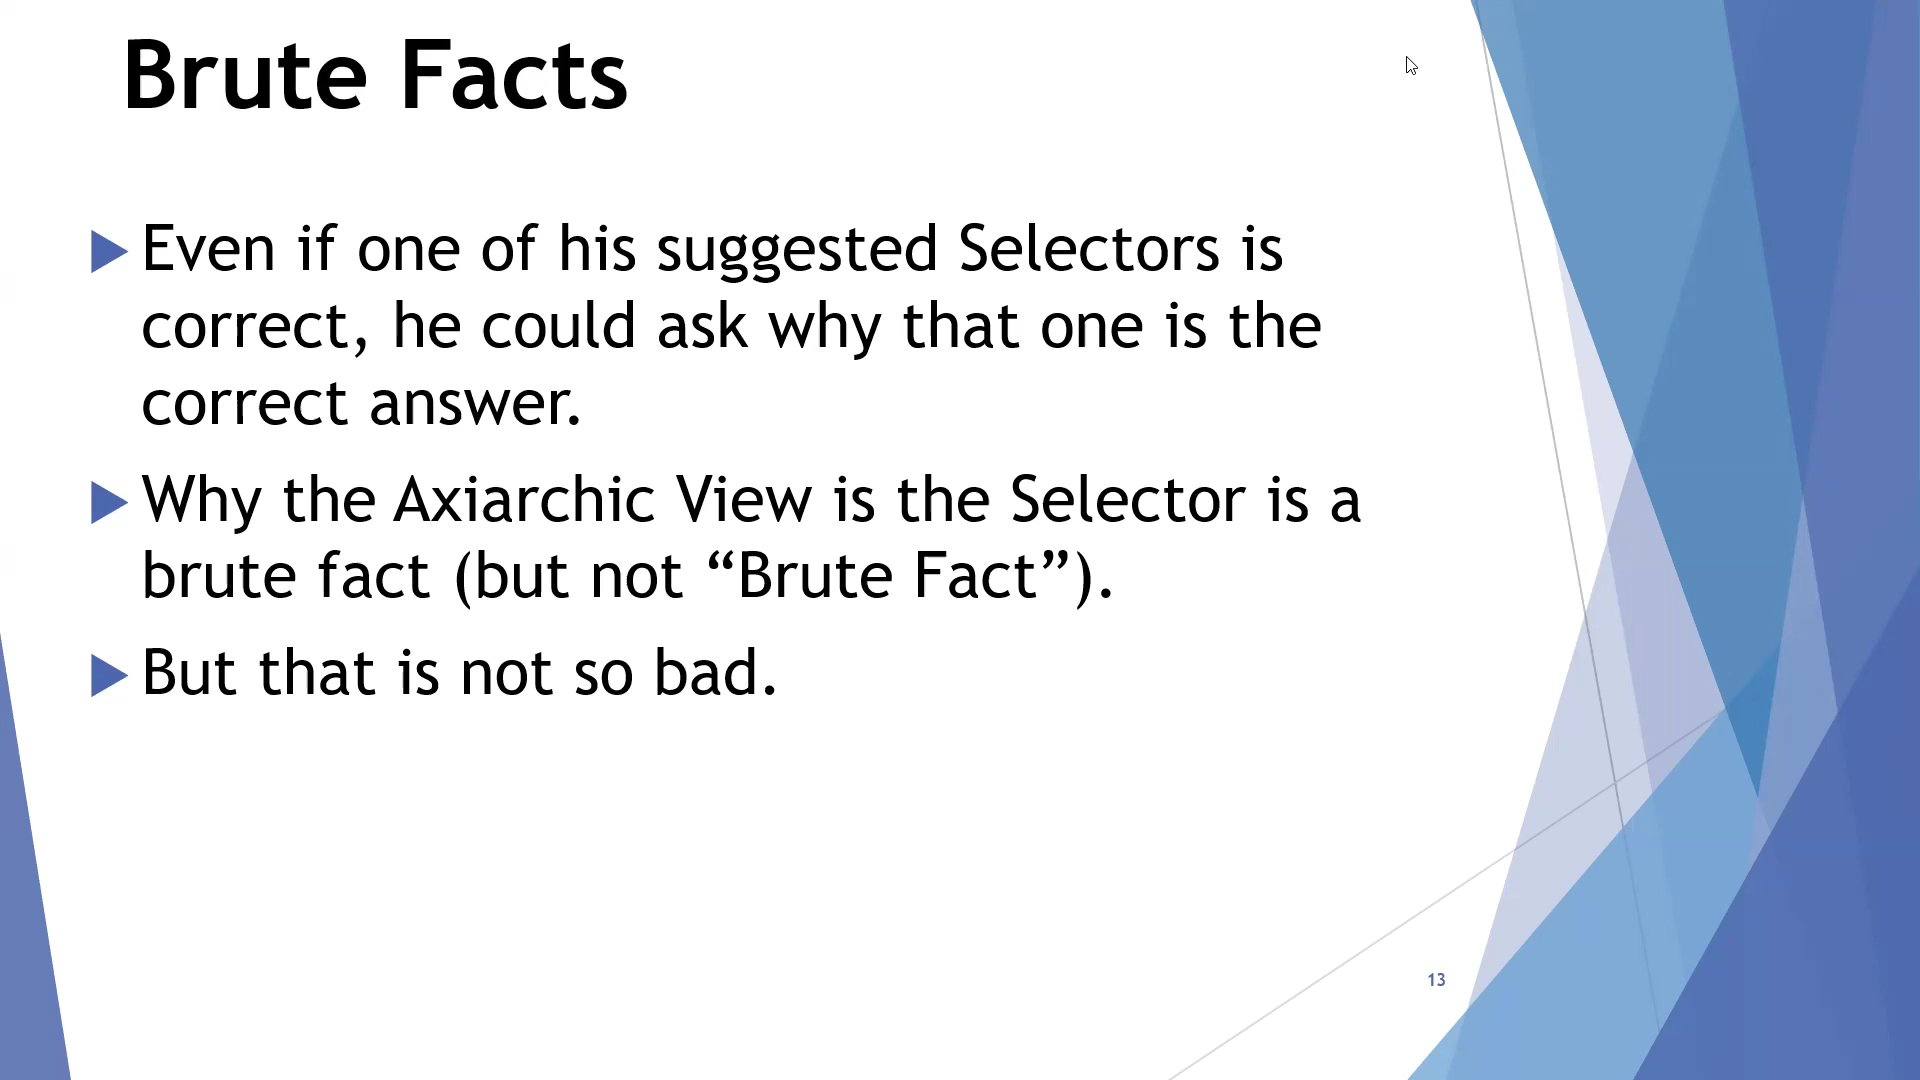 Brute Facts
Even if one of his suggested Selectors is
correct, he could ask why that one is the
correct answer.
Why the Axiarchic View is the Selector is a
brute fact (but not “Brute Fact”).
But that is not so bad.
13